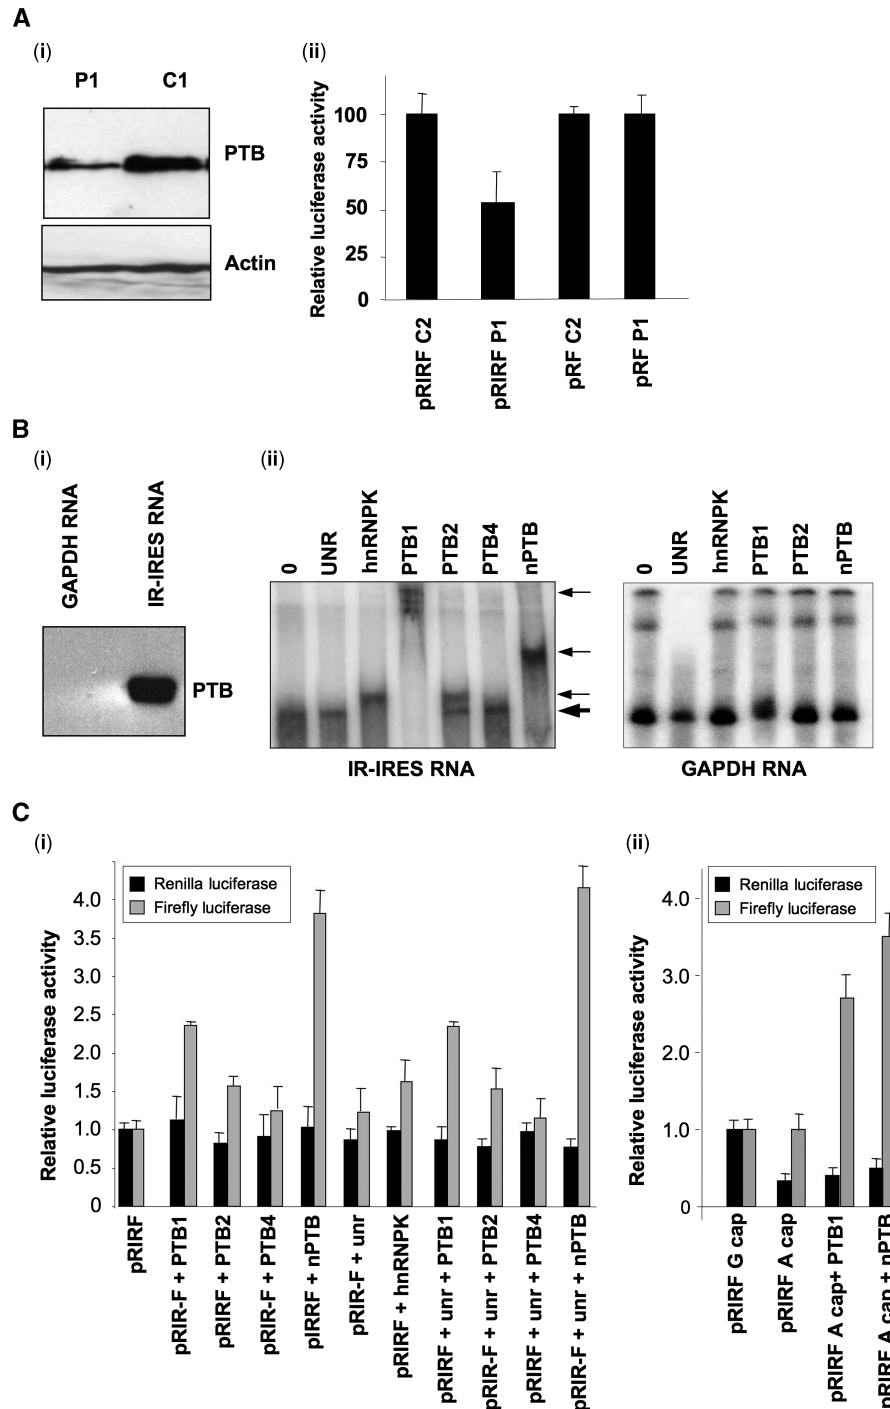 A
(i)
P1 C1
PTB
Actin
(ii)
Relative luciferase activity
100
75
50
25
0
pRIRF C2
pRIRF P1
pRF C2
pRF P1
B
(i)
GAPDH RNA
IR-IRES RNA
PTB
(ii)
0
UNR
hnRNPK
PTB1
PTB2
PTB4
nPTB
IR-IRES RNA
0
UNR
hnRNPK
PTB1
PTB2
nPTB
GAPDH RNA
C
(i)
Renilla luciferase
Firefly luciferase
Relative luciferase activity
4.0
3.5
3.0
2.5
2.0
1.5
1.0
0.5
0
pRIRF
pRIR-F + PTB1
pRIRF + PTB2
pRIR-F + PTB4
pIRRF + nPTB
pRIR-F + unr
pRIRF + hnRNPK
pRIRF + unr + PTB1
pRIR-F + unr + PTB2
pRIRF + unr + PTB4
pRIR-F + unr + nPTB
(ii)
Renilla luciferase
Firefly luciferase
Relative luciferase activity
4.0
3.0
2.0
1.0
0
pRIRF G cap
pRIRF A cap
pRIRF A cap+ PTB1
pRIRF A cap + nPTB